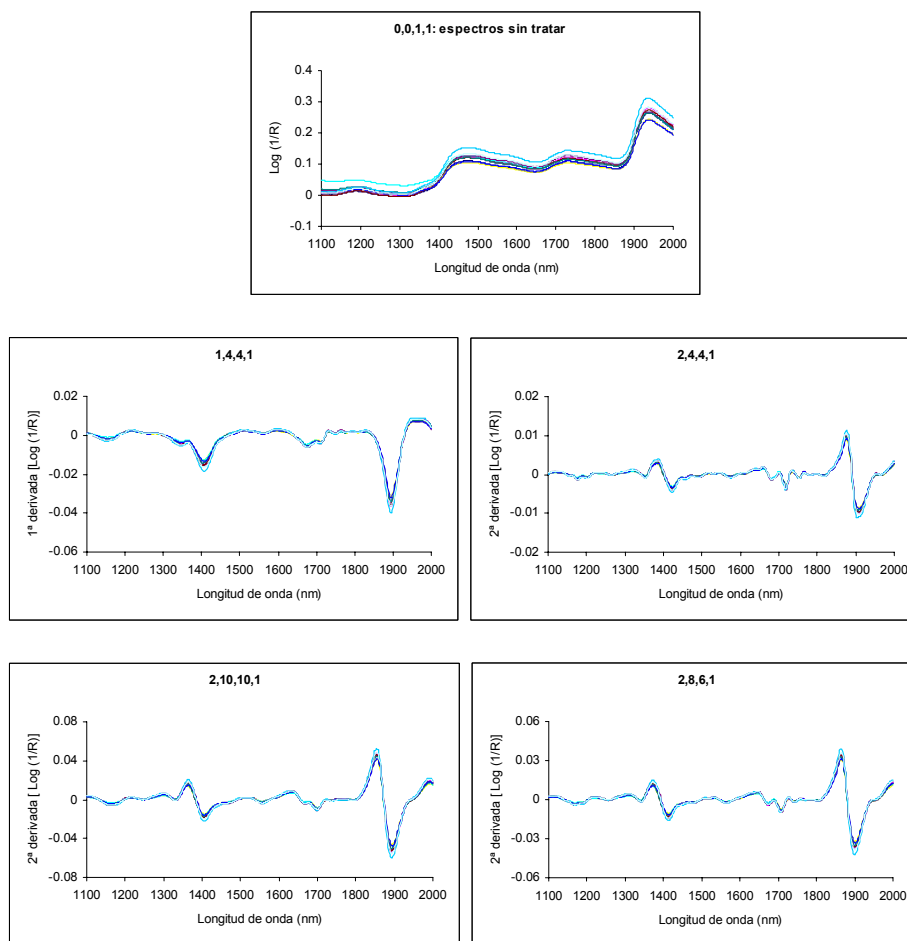 0,0,1,1: espectros sin tratar
Log (1/R)
0.4
0.3
0.2
0.1
0
-0.1
1100 1200 1300 1400 1500 1600 1700 1800 1900 2000
Longitud de onda (nm)
1,4,4,1
1ª derivada [Log (1/R)]
0.02
0
-0.02
-0.04
-0.06
1100 1200 1300 1400 1500 1600 1700 1800 1900 2000
Longitud de onda (nm)
2,4,4,1
2ª derivada [Log (1/R)]
0.02
0.01
0
-0.01
-0.02
1100 1200 1300 1400 1500 1600 1700 1800 1900 2000
Longitud de onda (nm)
2,10,10,1
2ª derivada [ Log (1/R)]
0.08
0.04
0
-0.04
-0.08
1100 1200 1300 1400 1500 1600 1700 1800 1900 2000
Longitud de onda (nm)
2,8,6,1
2ª derivada [Log (1/R)]
0.06
0.03
0
-0.03
-0.06
1100 1200 1300 1400 1500 1600 1700 1800 1900 2000
Longitud de onda (nm)